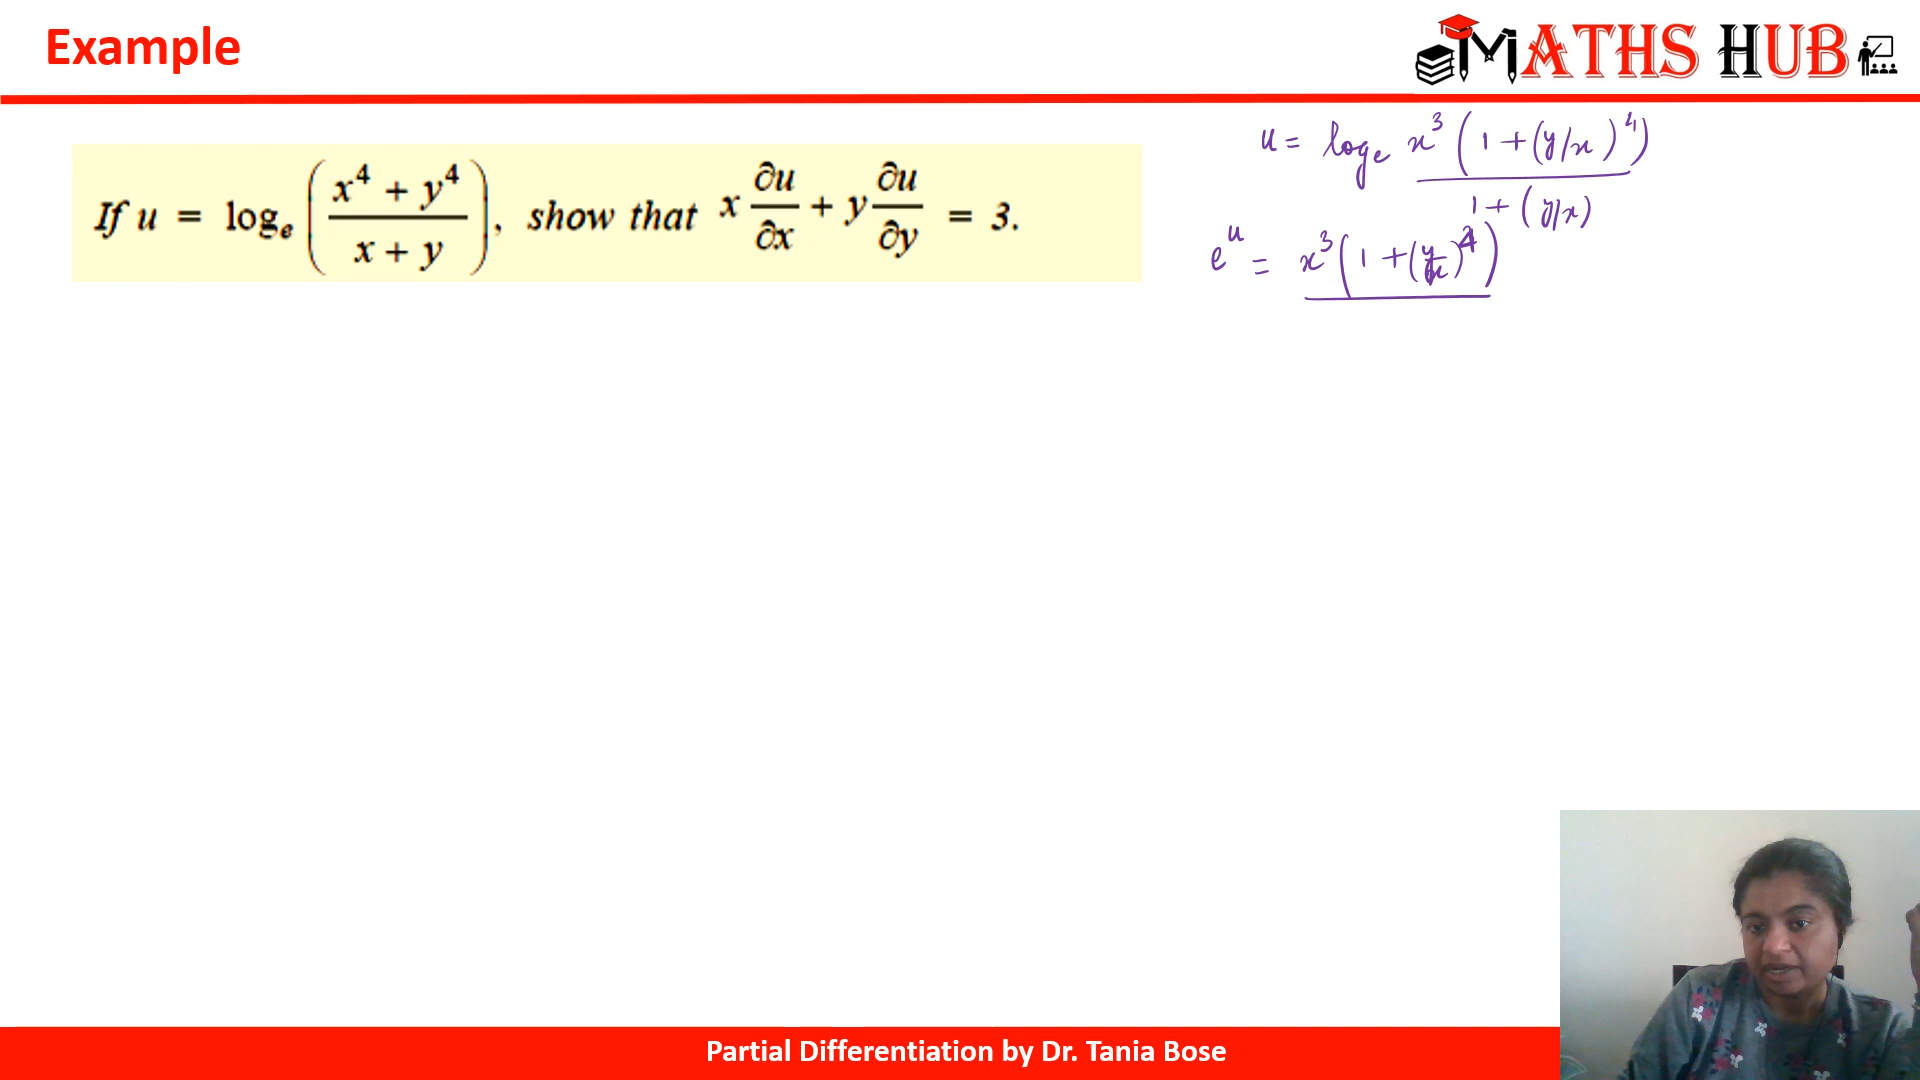 Example
MATHS HUB
If u = logₑ ((x⁴ + y⁴)/(x + y)), show that x ∂u/∂x + y ∂u/∂y = 3.
u = logₑ x³(1 + (y/x)⁴) / 1 + (y/x)
eᵘ = x³(1 + (y/x)⁴)
Partial Differentiation by Dr. Tania Bose